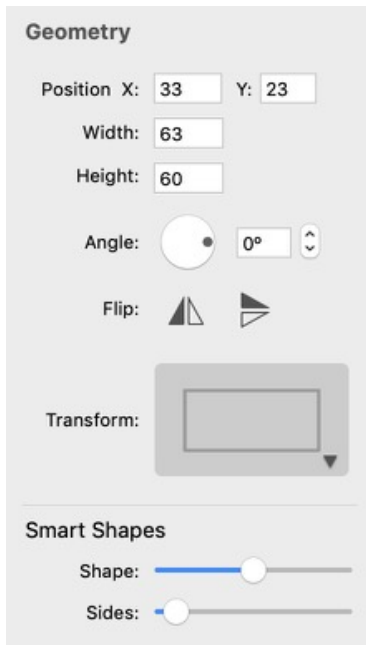 Geometry
Position X: 33 Y: 23
Width: 63
Height: 60
Angle: 0º
Flip:
Transform:
Smart Shapes
Shape:
Sides: